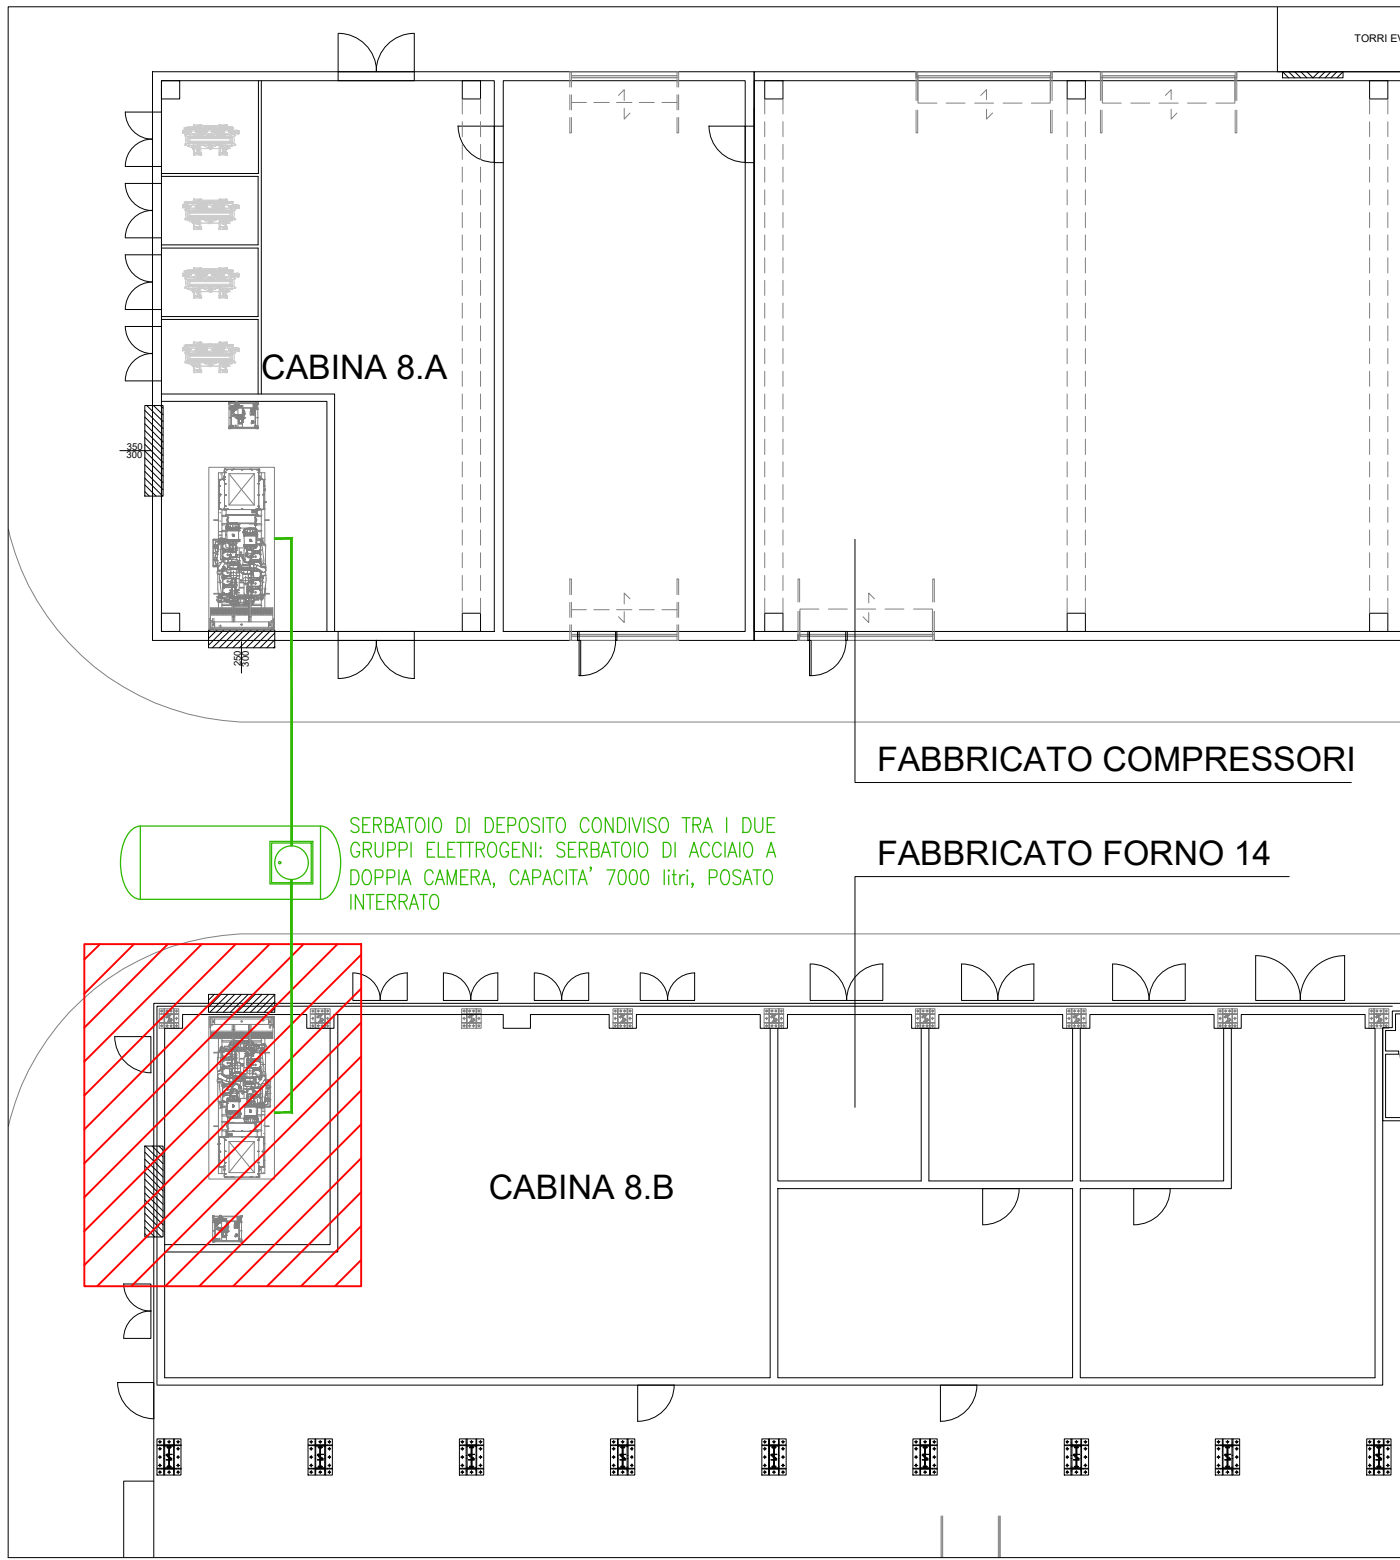 TORRI EV
CABINA 8.A
350
300
250
300
FABBRICATO COMPRESSORI
SERBATOIO DI DEPOSITO CONDIVISO TRA I DUE
GRUPPI ELETTROGENI: SERBATOIO DI ACCIAIO A
DOPPIA CAMERA, CAPACITA' 7000 litri, POSATO
INTERRATO
FABBRICATO FORNO 14
CABINA 8.B